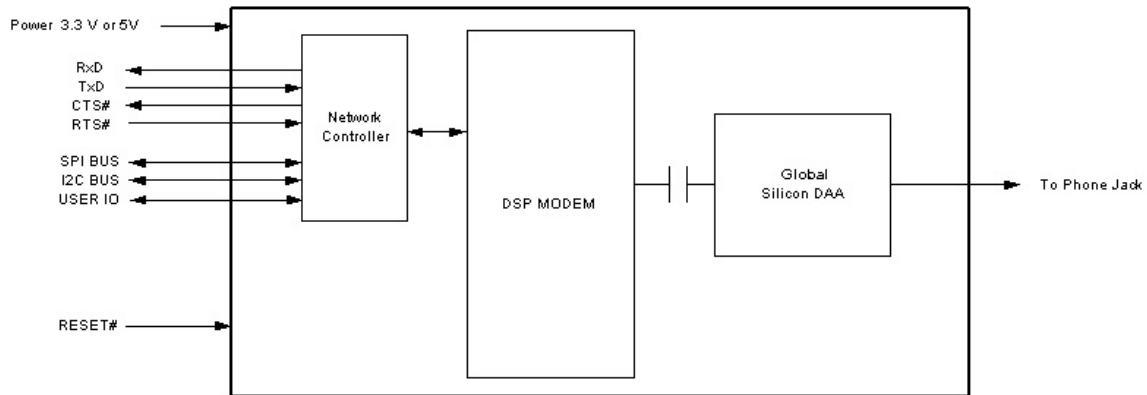 Power 3.3 V or 5V
RxD
TxD
CTS#
RTS#
SPI BUS
I2C BUS
USER IO
RESET#
Network
Controller
DSP MODEM
Global
Silicon DAA
To Phone Jack